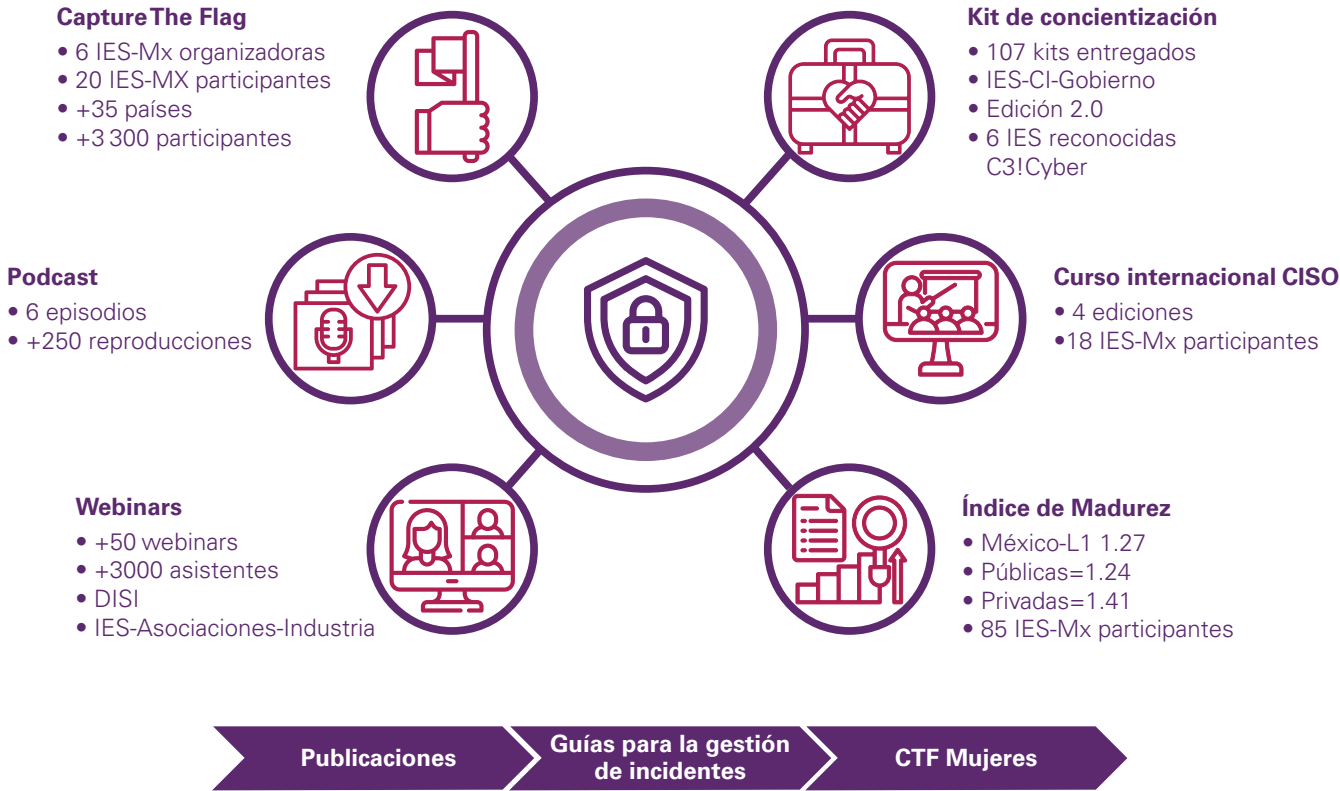 Capture The Flag
• 6 IES-Mx organizadoras
• 20 IES-MX participantes
• +35 países
• +3 300 participantes
Kit de concientización
• 107 kits entregados
• IES-CI-Gobierno
• Edición 2.0
• 6 IES reconocidas
C3!Cyber
Podcast
• 6 episodios
• +250 reproducciones
Curso internacional CISO
• 4 ediciones
•18 IES-Mx participantes
Webinars
• +50 webinars
• +3000 asistentes
• DISI
• IES-Asociaciones-Industria
Índice de Madurez
• México-L1 1.27
• Públicas=1.24
• Privadas=1.41
• 85 IES-Mx participantes
Publicaciones
Guías para la gestión
de incidentes
CTF Mujeres